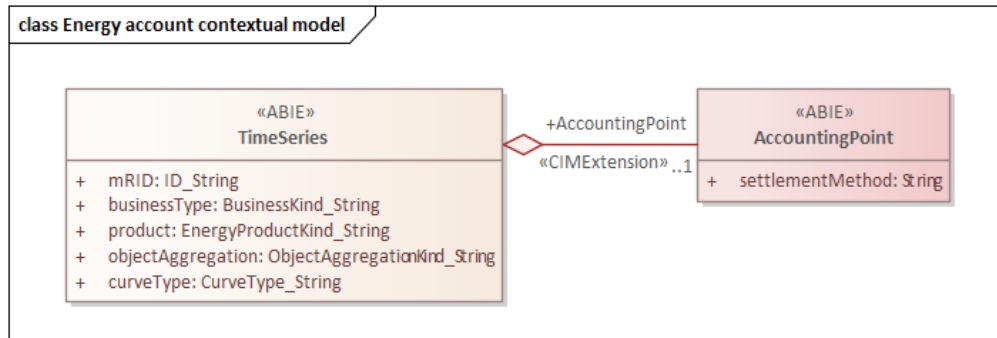 class Energy account contextual model
«ABIE»
TimeSeries
+ mRID: ID_String
+ businessType: BusinessKind_String
+ product: EnergyProductKind_String
+ objectAggregation: ObjectAggregationKind_String
+ curveType: CurveType_String
+AccountingPoint
«CIMExtension» ..1
«ABIE»
AccountingPoint
+ settlementMethod: String